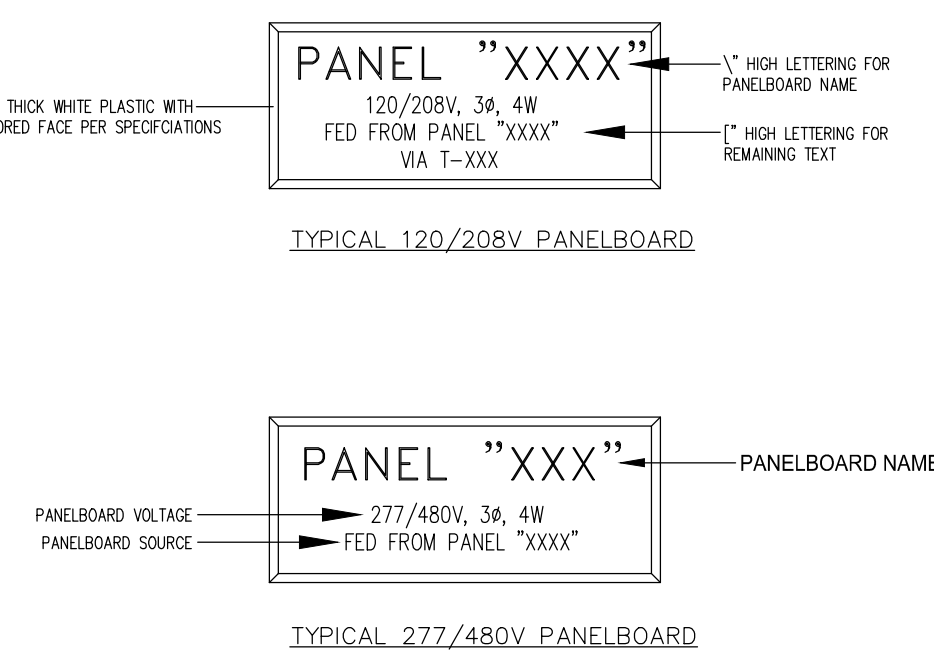 PANEL "XXXX"
120/208V, 3ø, 4W
FED FROM PANEL "XXXX"
VIA T-XXX
THICK WHITE PLASTIC WITH
ORED FACE PER SPECIFCIATIONS
\" HIGH LETTERING FOR
PANELBOARD NAME
[" HIGH LETTERING FOR
REMAINING TEXT
TYPICAL 120/208V PANELBOARD
PANEL "XXX"
277/480V, 3ø, 4W
FED FROM PANEL "XXXX"
PANELBOARD VOLTAGE
PANELBOARD SOURCE
PANELBOARD NAME
TYPICAL 277/480V PANELBOARD